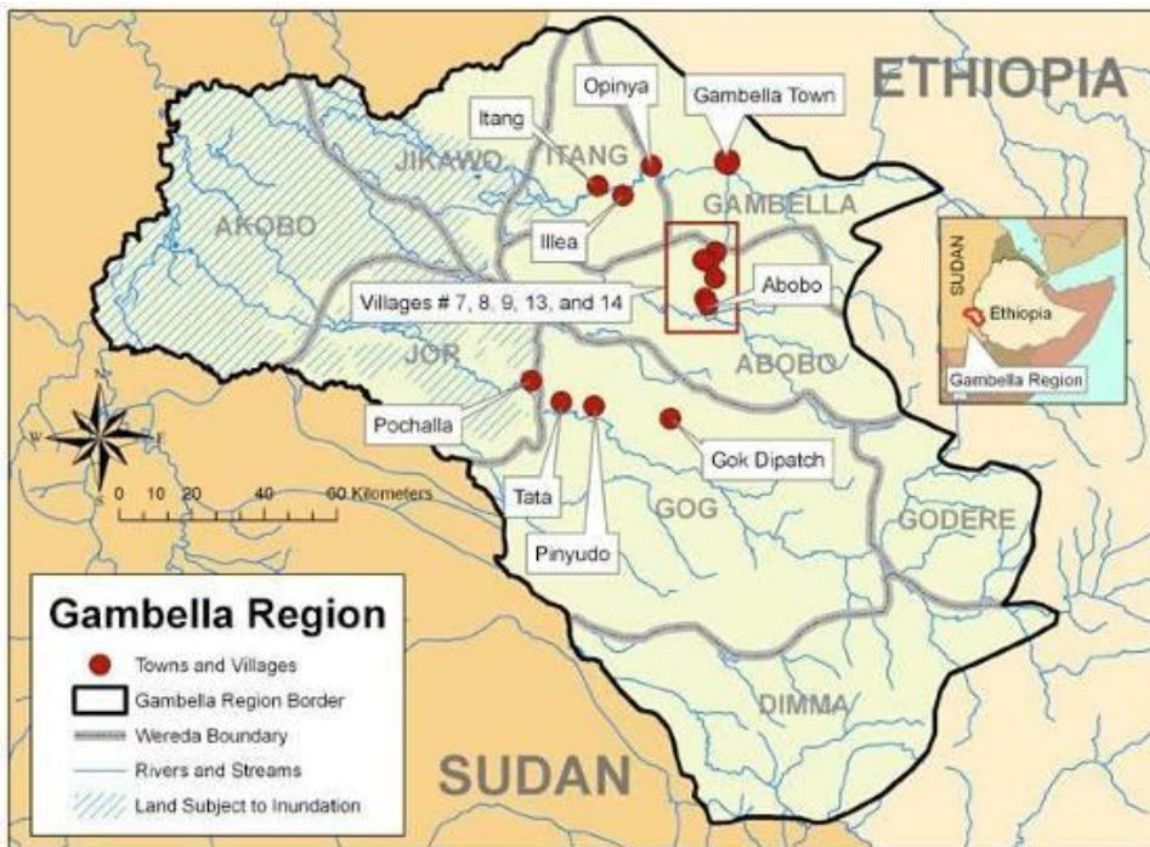 ETHIOPIA
Opinya
Gambella Town
Itang
JIKAWO
ITANG
AKOBO
GAMBELLA
Illea
Villages # 7, 8, 9, 13, and 14
Abobo
JOR
ABOBO
Pochalla
Gok Dipatch
Tata
GOG
GODERE
Pinyudo
DIMMA
SUDAN
SUDAN
Ethiopia
Gambella Region
N
W
E
S
0 10 20 40 60 Kilometers
Gambella Region
Towns and Villages
Gambella Region Border
Wereda Boundary
Rivers and Streams
Land Subject to Inundation